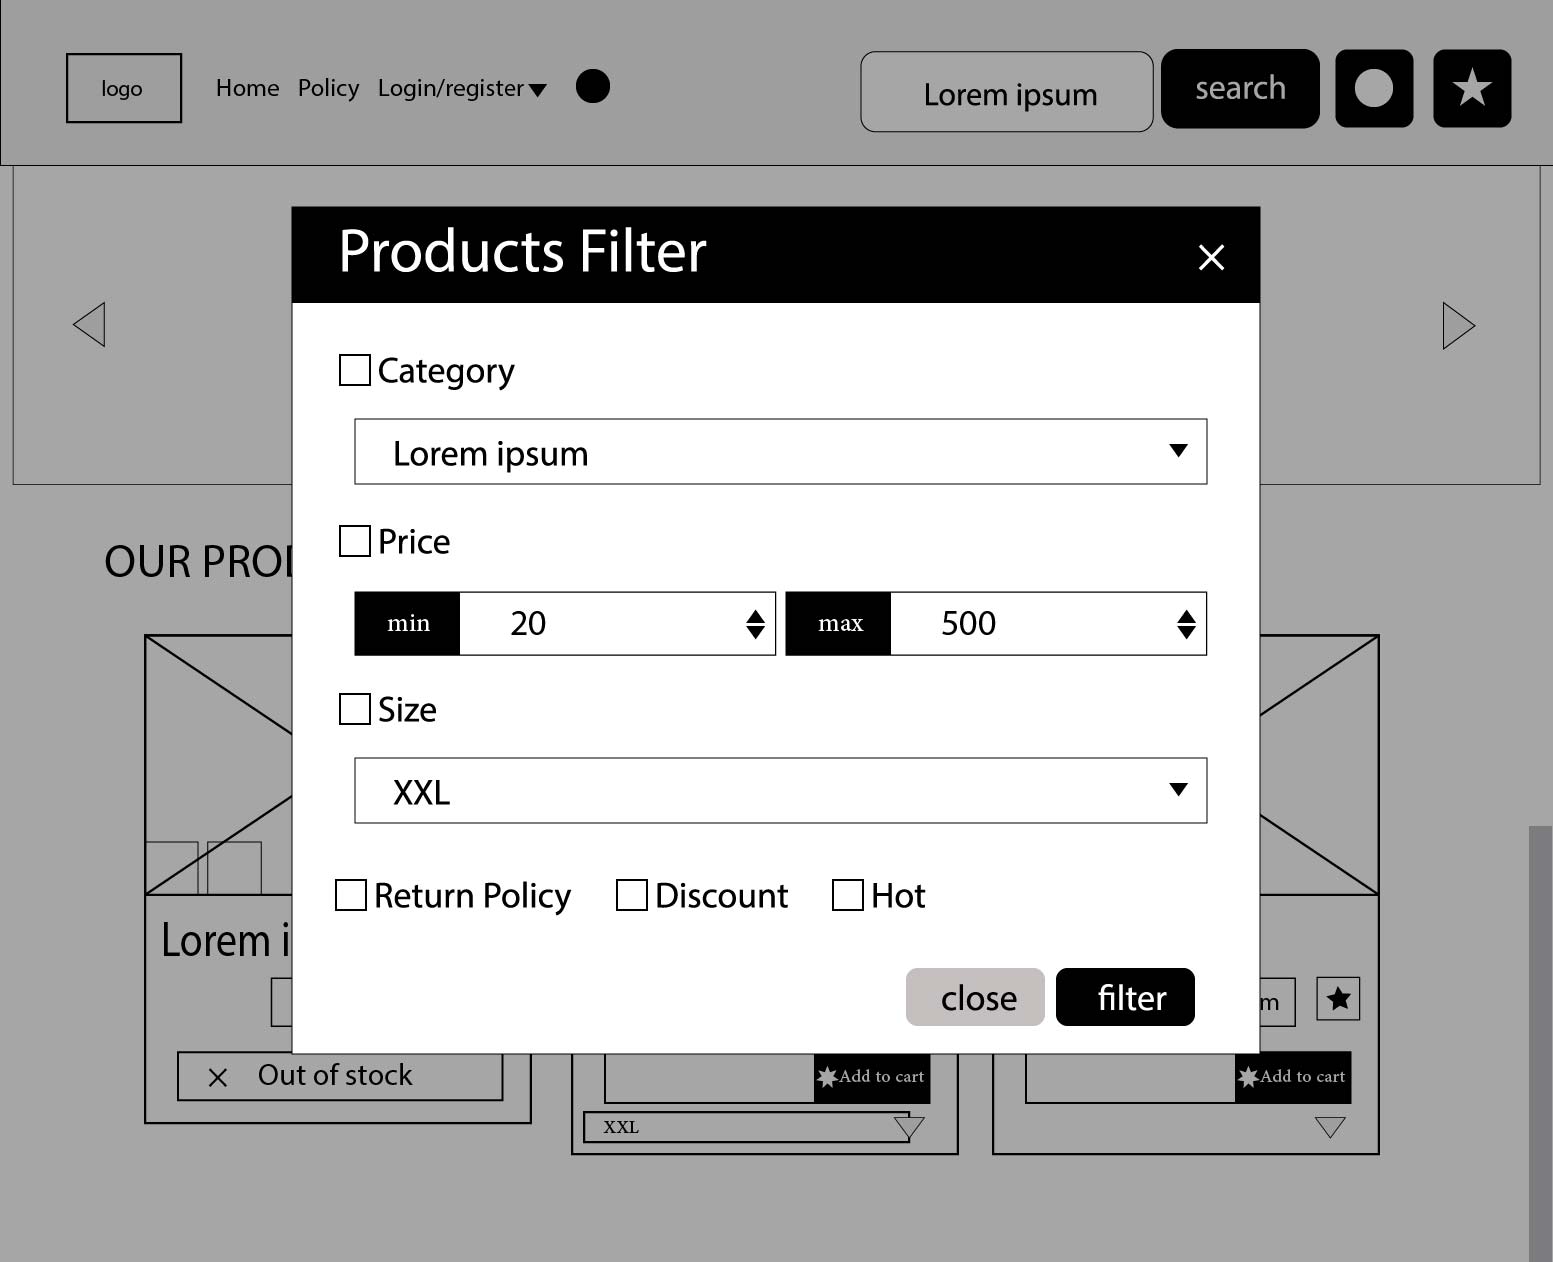 logo Home Policy Login/register Lorem ipsum search
Products Filter
Category
Lorem ipsum
Price
OUR PROD
min 20 max 500
Size
XXL
Return Policy Discount Hot
Lorem i
close filter
m
Out of stock Add to cart Add to cart
XXL